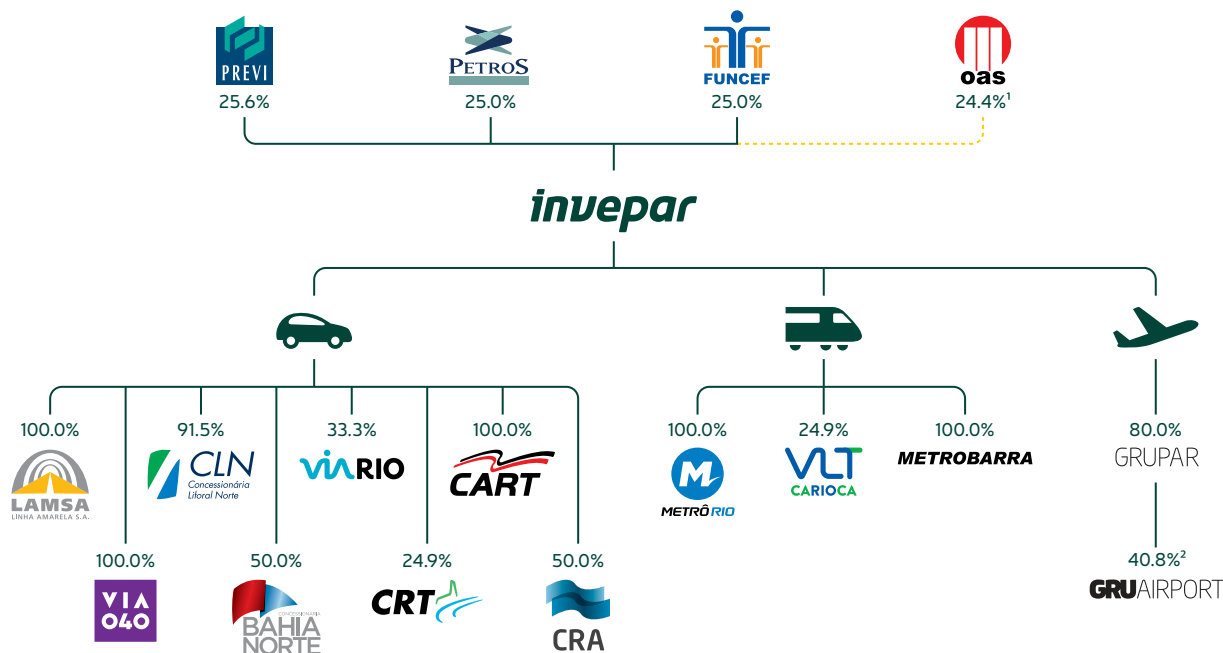 PREVI
PETROS
FUNCEF
oas
25.6%
25.0%
25.0%
24.4%¹
invepar
100.0%
91.5%
33.3%
100.0%
100.0%
24.9%
100.0%
80.0%
LAMSA
LINHA AMARELA S.A.
CLN
Concessionária
Litoral Norte
VIARIO
CART
M
METRÔRIO
VLT
CARIOCA
METROBARRA
GRUPAR
100.0%
50.0%
24.9%
50.0%
40.8%²
VIA
040
CONCESSIONÁRIA
BAHIA
NORTE
CRT
CRA
GRUAIRPORT